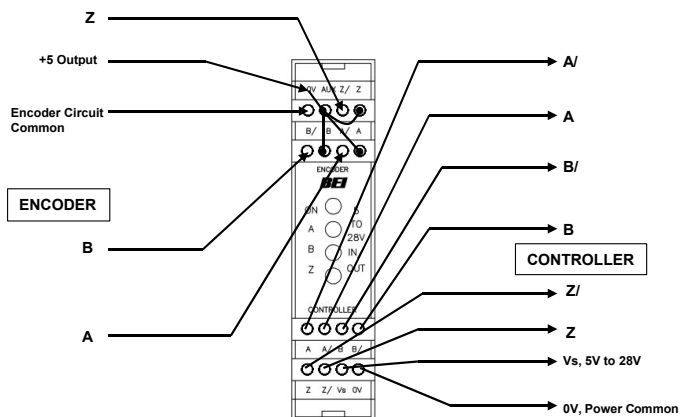 Z
+5 Output
Encoder Circuit
Common
ENCODER
B
A
0V AUX Z/ Z
B/ B A/ A
ENCODER
BEI
ON 5
A TO
28V
B IN
Z OUT
CONTROLLER
A A/ B B/
Z Z/ Vs 0V
A/
A
B/
B
CONTROLLER
Z/
Z
Vs, 5V to 28V
0V, Power Common